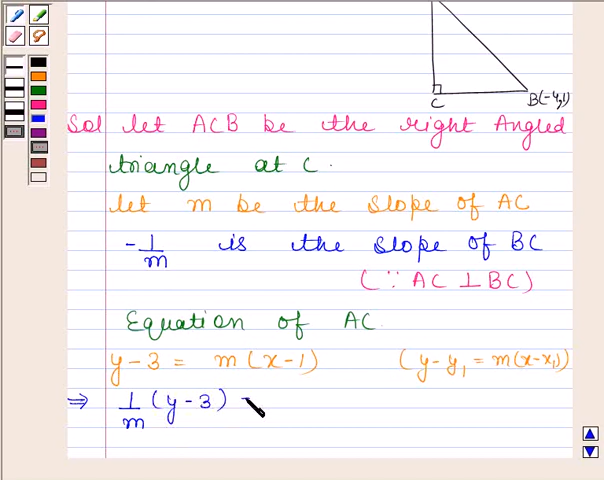 C
B(-4,1)
Sol let ACB be the right Angled
triangle at C.
let m be the slope of AC
-1/m is the slope of BC
(∵ AC ⊥ BC)
Equation of AC
y-3 = m(x-1) (y-y₁ = m(x-x₁))
⇒ 1/m (y-3)